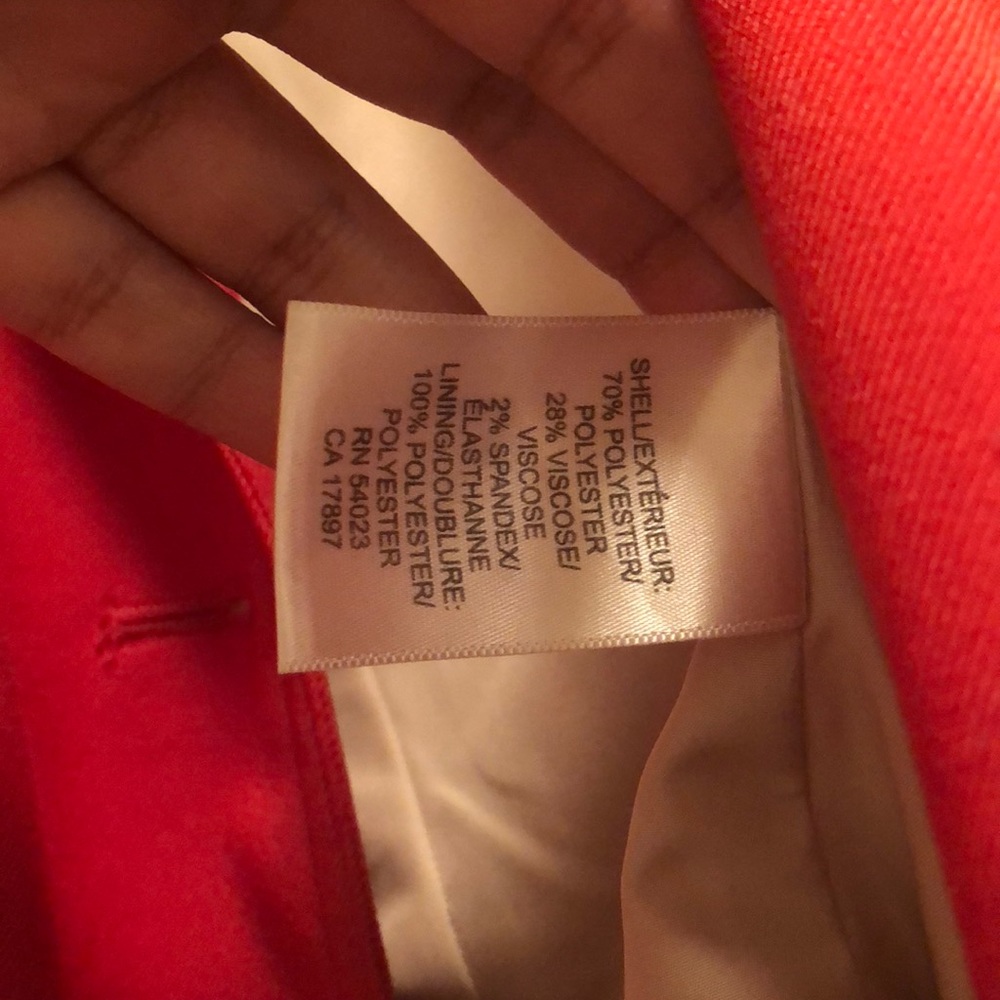 SHELL/EXTÉRIEUR:
70% POLYESTER/
POLYESTER
28% VISCOSE/
VISCOSE
2% SPANDEX/
ÉLASTHANNE
LINING/DOUBLURE:
100% POLYESTER/
POLYESTER
RN 54023
CA 17897